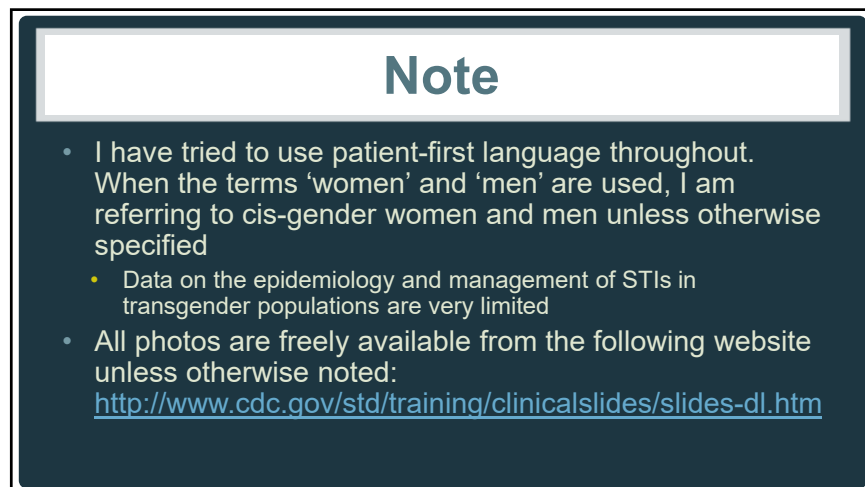 Note
• I have tried to use patient-first language throughout.
When the terms ‘women’ and ‘men’ are used, I am
referring to cis-gender women and men unless otherwise
specified
• Data on the epidemiology and management of STIs in
transgender populations are very limited
• All photos are freely available from the following website
unless otherwise noted:
http://www.cdc.gov/std/training/clinicalslides/slides-dl.htm